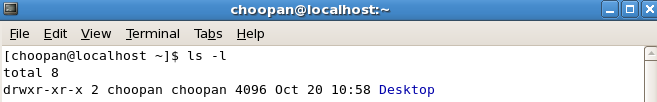 choopan@localhost:~
File Edit View Terminal Tabs Help
[choopan@localhost ~]$ ls -l
total 8
drwxr-xr-x 2 choopan choopan 4096 Oct 20 10:58 Desktop